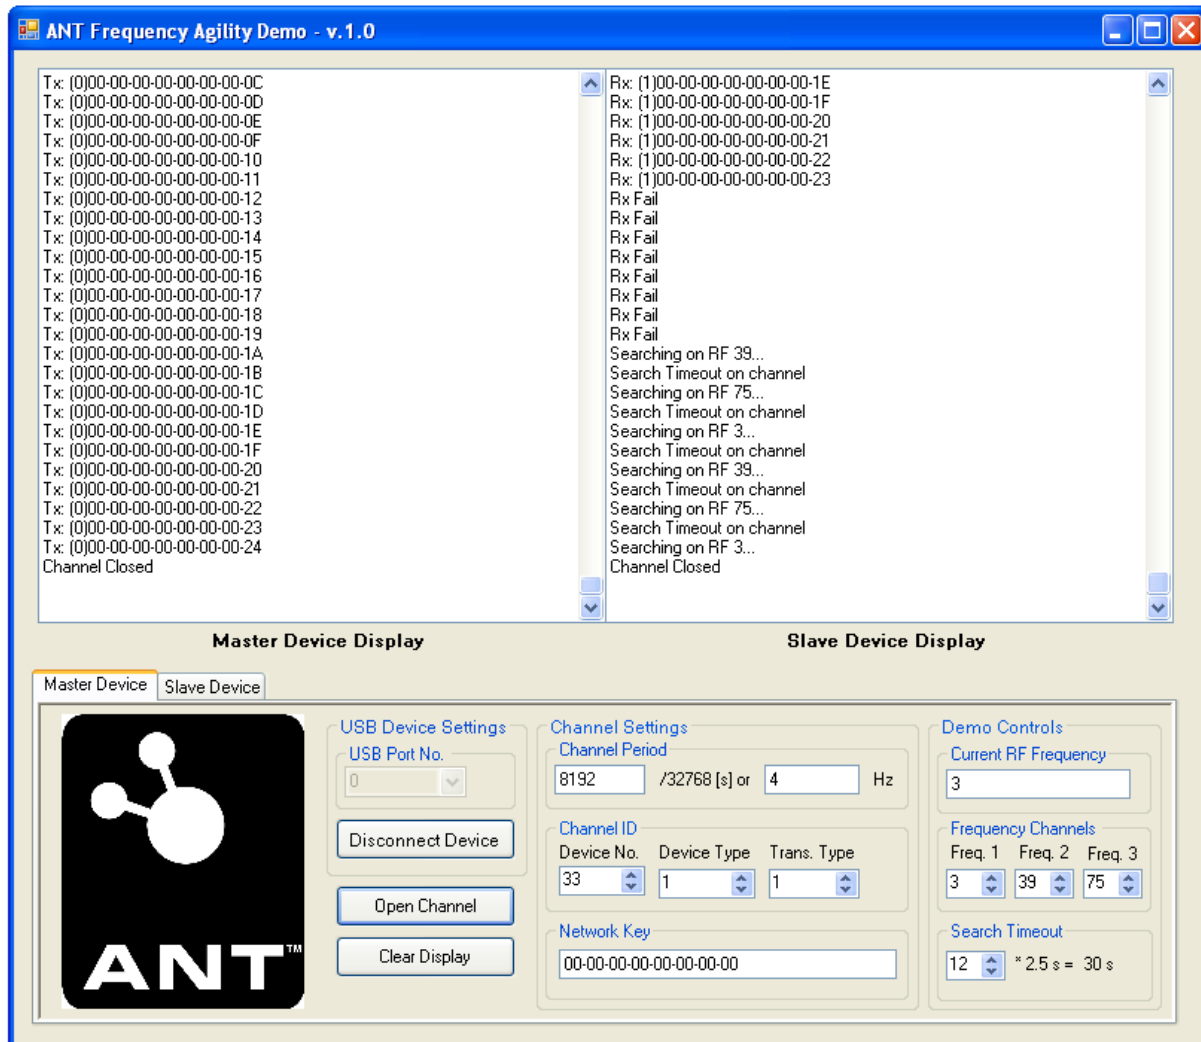 ANT Frequency Agility Demo - v.1.0
Tx: (0)00-00-00-00-00-00-00-0C
Tx: (0)00-00-00-00-00-00-00-0D
Tx: (0)00-00-00-00-00-00-00-0E
Tx: (0)00-00-00-00-00-00-00-0F
Tx: (0)00-00-00-00-00-00-00-10
Tx: (0)00-00-00-00-00-00-00-11
Tx: (0)00-00-00-00-00-00-00-12
Tx: (0)00-00-00-00-00-00-00-13
Tx: (0)00-00-00-00-00-00-00-14
Tx: (0)00-00-00-00-00-00-00-15
Tx: (0)00-00-00-00-00-00-00-16
Tx: (0)00-00-00-00-00-00-00-17
Tx: (0)00-00-00-00-00-00-00-18
Tx: (0)00-00-00-00-00-00-00-19
Tx: (0)00-00-00-00-00-00-00-1A
Tx: (0)00-00-00-00-00-00-00-1B
Tx: (0)00-00-00-00-00-00-00-1C
Tx: (0)00-00-00-00-00-00-00-1D
Tx: (0)00-00-00-00-00-00-00-1E
Tx: (0)00-00-00-00-00-00-00-1F
Tx: (0)00-00-00-00-00-00-00-20
Tx: (0)00-00-00-00-00-00-00-21
Tx: (0)00-00-00-00-00-00-00-22
Tx: (0)00-00-00-00-00-00-00-23
Tx: (0)00-00-00-00-00-00-00-24
Channel Closed
Master Device Display
Rx: (1)00-00-00-00-00-00-00-1E
Rx: (1)00-00-00-00-00-00-00-1F
Rx: (1)00-00-00-00-00-00-00-20
Rx: (1)00-00-00-00-00-00-00-21
Rx: (1)00-00-00-00-00-00-00-22
Rx: (1)00-00-00-00-00-00-00-23
Rx Fail
Rx Fail
Rx Fail
Rx Fail
Rx Fail
Rx Fail
Rx Fail
Rx Fail
Searching on RF 39...
Search Timeout on channel
Searching on RF 75...
Search Timeout on channel
Searching on RF 3...
Search Timeout on channel
Searching on RF 39...
Search Timeout on channel
Searching on RF 75...
Search Timeout on channel
Searching on RF 3...
Channel Closed
Slave Device Display
Master Device Slave Device
ANT™
USB Device Settings
USB Port No.
0
Disconnect Device
Open Channel
Clear Display
Channel Settings
Channel Period
8192 /32768 [s] or 4 Hz
Channel ID
Device No. Device Type Trans. Type
33 1 1
Network Key
00-00-00-00-00-00-00-00
Demo Controls
Current RF Frequency
3
Frequency Channels
Freq. 1 Freq. 2 Freq. 3
3 39 75
Search Timeout
12 * 2.5 s = 30 s